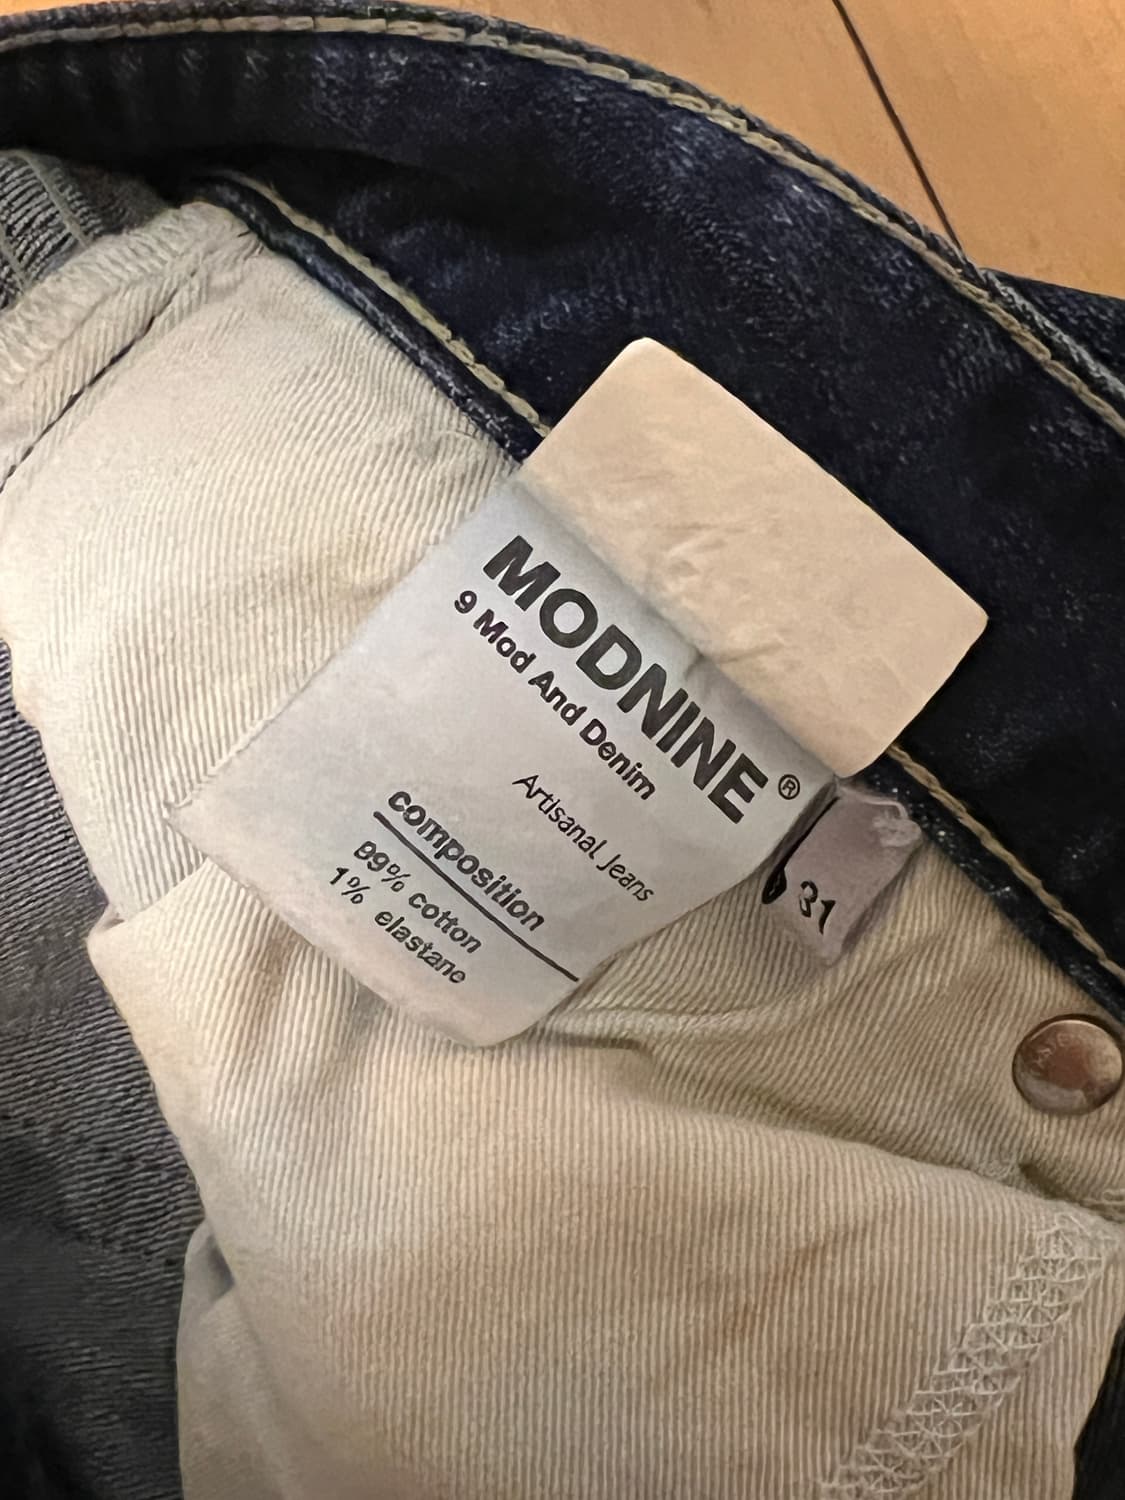 MODNINE®
9 Mod And Denim
Artisanal Jeans
composition
99% cotton
1% elastane
31